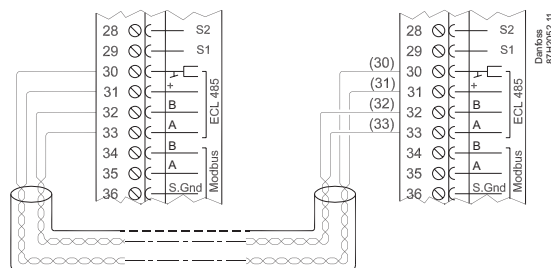 28 S2
29 S1
30
31 +
32 B
33 A
34 B
35 A
36 S.Gnd
ECL 485
Modbus
(30)
(31)
(32)
(33)
28 S2
29 S1
30
31 +
32 B
33 A
34 B
35 A
36 S.Gnd
ECL 485
Modbus
Danfoss
87H2052.11